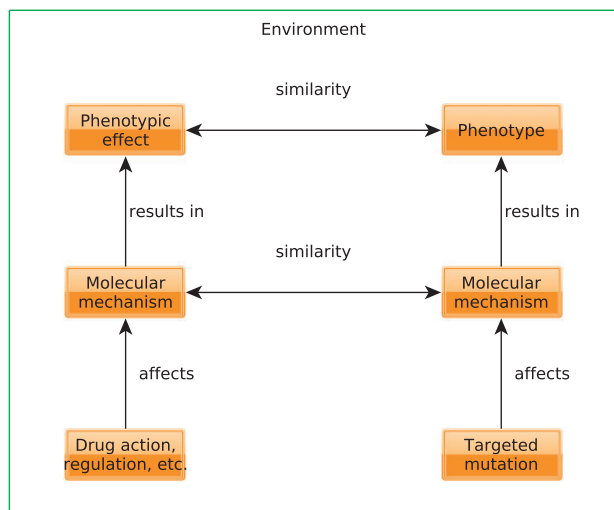 Environment
similarity
Phenotypic
effect
Phenotype
results in
results in
similarity
Molecular
mechanism
Molecular
mechanism
affects
affects
Drug action,
regulation, etc.
Targeted
mutation